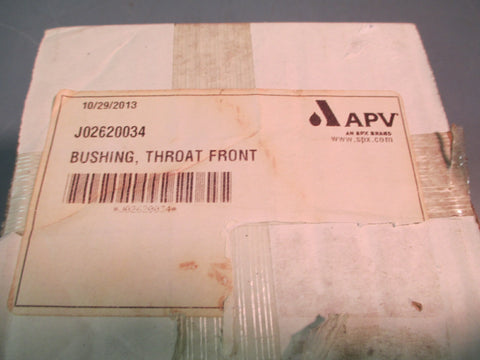 10/29/2013
APV
AN SPX BRAND
www.spx.com
J02620034
BUSHING, THROAT FRONT